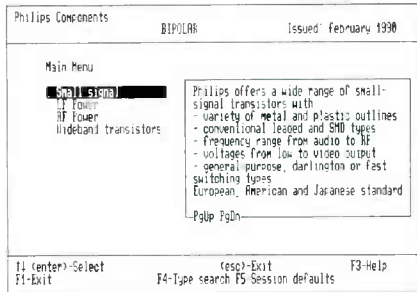 Philips Components
BIPOLAR
Issued: february 1990
Main Menu
Small signal
LF Power
RF Power
Wideband transistors
Philips offers a wide range of small-
signal transistors with
- variety of metal and plastic outlines
- conventional leaded and SMD types
- frequency range from audio to RF
- voltages from low to video output
- general purpose, darlington or fast
switching types
European, American and Japanese standard
PgUp PgDn
↑↓ <enter>-Select
<esc>-Exit
F3-Help
F1-Exit
F4-Type search F5 Session defaults